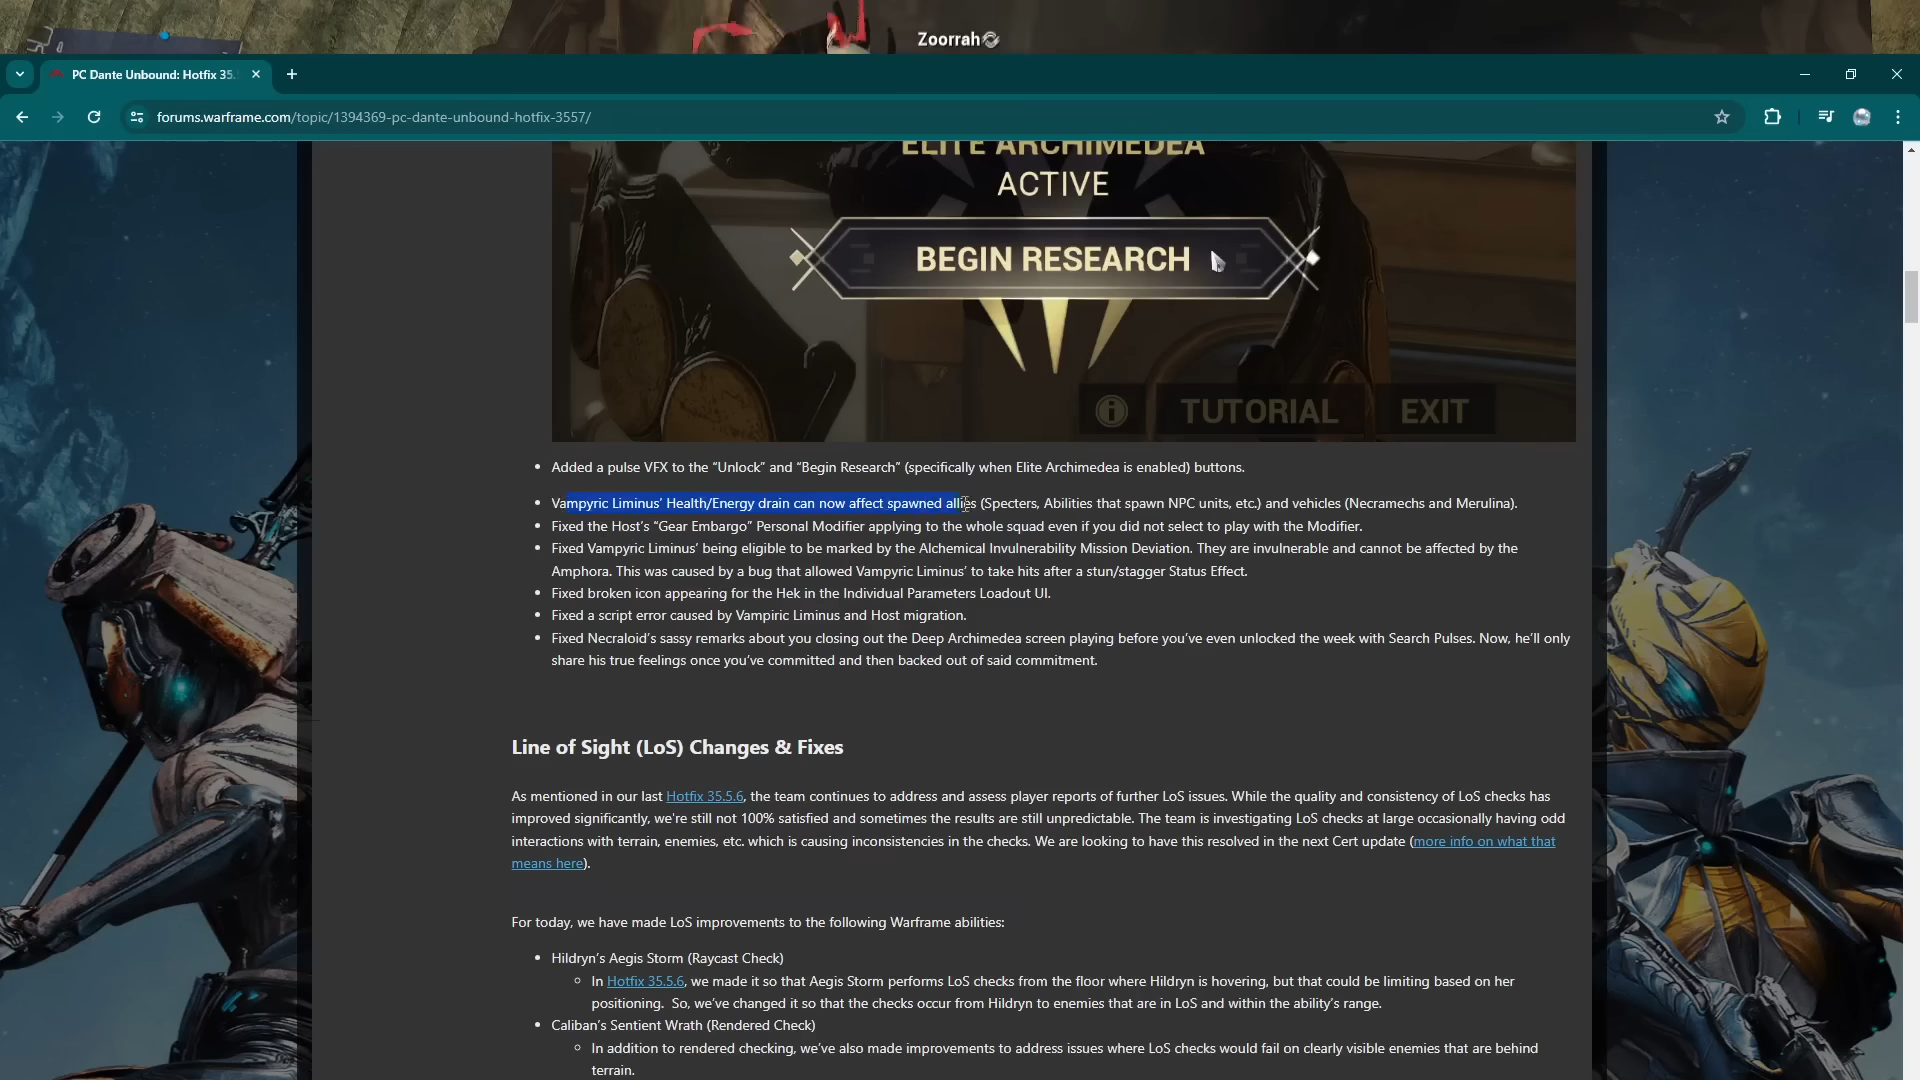 Zoorrah
PC Dante Unbound: Hotfix 35.
forums.warframe.com/topic/1394369-pc-dante-unbound-hotfix-3557/
ELITE ARCHIMEDEA
ACTIVE
BEGIN RESEARCH
TUTORIAL EXIT
• Added a pulse VFX to the “Unlock” and “Begin Research” (specifically when Elite Archimedea is enabled) buttons.
• Vampyric Liminus’ Health/Energy drain can now affect spawned allies (Specters, Abilities that spawn NPC units, etc.) and vehicles (Necramechs and Merulina).
• Fixed the Host’s “Gear Embargo” Personal Modifier applying to the whole squad even if you did not select to play with the Modifier.
• Fixed Vampyric Liminus’ being eligible to be marked by the Alchemical Invulnerability Mission Deviation. They are invulnerable and cannot be affected by the
Amphora. This was caused by a bug that allowed Vampyric Liminus’ to take hits after a stun/stagger Status Effect.
• Fixed broken icon appearing for the Hek in the Individual Parameters Loadout UI.
• Fixed a script error caused by Vampiric Liminus and Host migration.
• Fixed Necraloid’s sassy remarks about you closing out the Deep Archimedea screen playing before you’ve even unlocked the week with Search Pulses. Now, he’ll only
share his true feelings once you’ve committed and then backed out of said commitment.
Line of Sight (LoS) Changes & Fixes
As mentioned in our last Hotfix 35.5.6, the team continues to address and assess player reports of further LoS issues. While the quality and consistency of LoS checks has
improved significantly, we're still not 100% satisfied and sometimes the results are still unpredictable. The team is investigating LoS checks at large occasionally having odd
interactions with terrain, enemies, etc. which is causing inconsistencies in the checks. We are looking to have this resolved in the next Cert update (more info on what that
means here).
For today, we have made LoS improvements to the following Warframe abilities:
• Hildryn’s Aegis Storm (Raycast Check)
◦ In Hotfix 35.5.6, we made it so that Aegis Storm performs LoS checks from the floor where Hildryn is hovering, but that could be limiting based on her
positioning. So, we’ve changed it so that the checks occur from Hildryn to enemies that are in LoS and within the ability’s range.
• Caliban’s Sentient Wrath (Rendered Check)
◦ In addition to rendered checking, we’ve also made improvements to address issues where LoS checks would fail on clearly visible enemies that are behind
terrain.